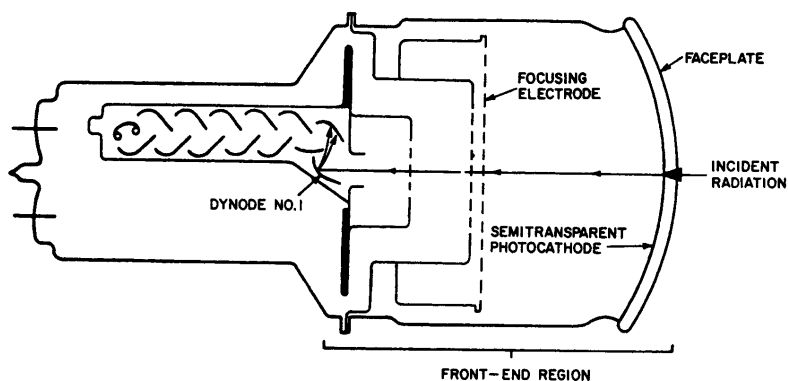 FACEPLATE
FOCUSING
ELECTRODE
INCIDENT
RADIATION
DYNODE NO.1
SEMITRANSPARENT
PHOTOCATHODE
FRONT-END REGION